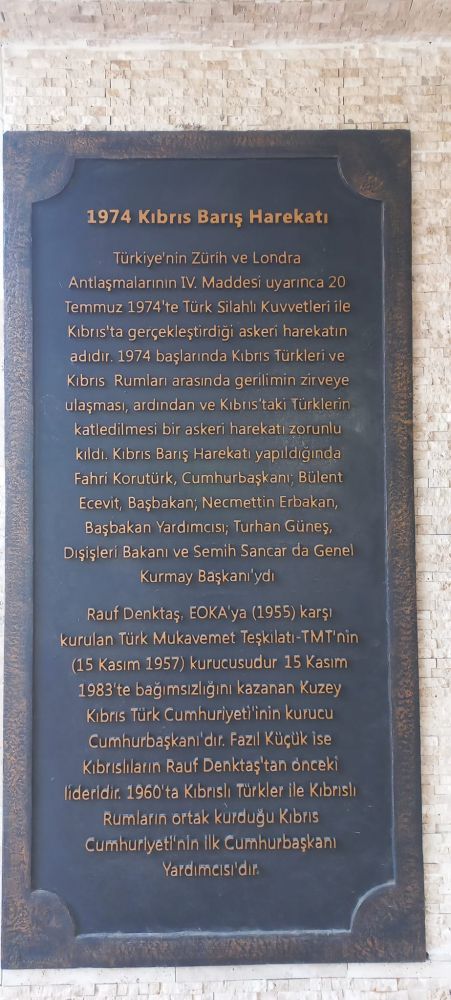 1974 Kıbrıs Barış Harekatı
Türkiye'nin Zürih ve Londra
Antlaşmalarının IV. Maddesi uyarınca 20
Temmuz 1974'te Türk Silahlı Kuvvetleri ile
Kıbrıs'ta gerçekleştirdiği askeri harekatın
adıdır. 1974 başlarında Kıbrıs Türkleri ve
Kıbrıs Rumları arasında gerilimin zirveye
ulaşması, ardından ve Kıbrıs'taki Türklerin
katledilmesi bir askeri harekatı zorunlu
kıldı. Kıbrıs Barış Harekatı yapıldığında
Fahri Korutürk, Cumhurbaşkanı; Bülent
Ecevit, Başbakan; Necmettin Erbakan,
Başbakan Yardımcısı; Turhan Güneş,
Dışişleri Bakanı ve Semih Sancar da Genel
Kurmay Başkanı'ydı
Rauf Denktaş, EOKA'ya (1955) karşı
kurulan Türk Mukavemet Teşkilatı-TMT'nin
(15 Kasım 1957) kurucusudur 15 Kasım
1983'te bağımsızlığını kazanan Kuzey
Kıbrıs Türk Cumhuriyeti'inin kurucu
Cumhurbaşkanı'dır. Fazıl Küçük ise
Kıbrıslıların Rauf Denktaş'tan önceki
lideridir. 1960'ta Kıbrıslı Türkler ile Kıbrıslı
Rumların ortak kurduğu Kıbrıs
Cumhuriyeti'nin ilk Cumhurbaşkanı
Yardımcısı'dır.